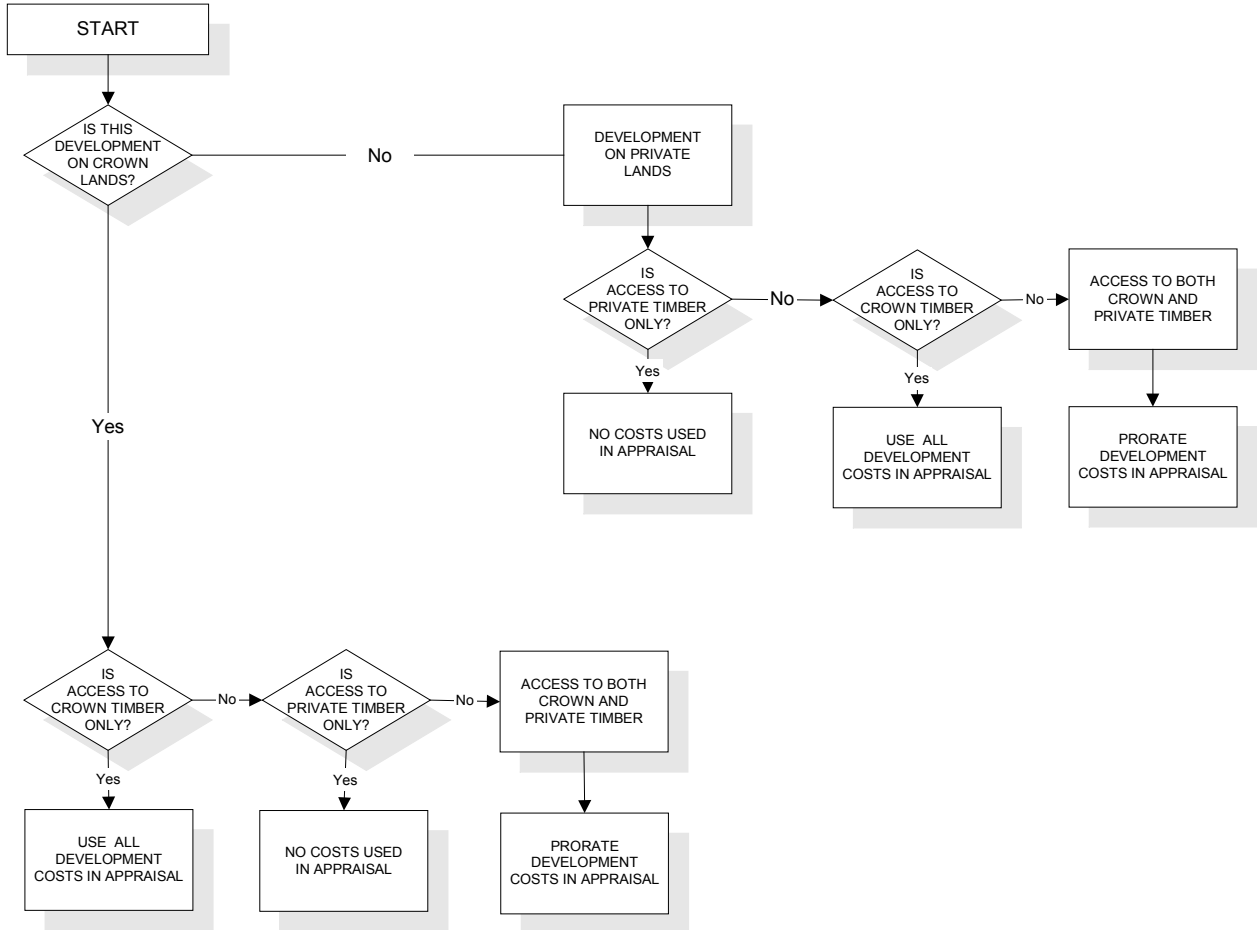 START
IS THIS
DEVELOPMENT
ON CROWN
LANDS?
No
DEVELOPMENT
ON PRIVATE
LANDS
IS
ACCESS TO
PRIVATE TIMBER
ONLY?
No
IS
ACCESS TO
CROWN TIMBER
ONLY?
No
ACCESS TO BOTH
CROWN AND
PRIVATE TIMBER
Yes
Yes
NO COSTS USED
IN APPRAISAL
USE ALL
DEVELOPMENT
COSTS IN APPRAISAL
PRORATE
DEVELOPMENT
COSTS IN APPRAISAL
Yes
IS
ACCESS TO
CROWN TIMBER
ONLY?
No
IS
ACCESS TO
PRIVATE TIMBER
ONLY?
No
ACCESS TO BOTH
CROWN AND
PRIVATE TIMBER
Yes
Yes
USE ALL
DEVELOPMENT
COSTS IN APPRAISAL
NO COSTS USED
IN APPRAISAL
PRORATE
DEVELOPMENT
COSTS IN APPRAISAL